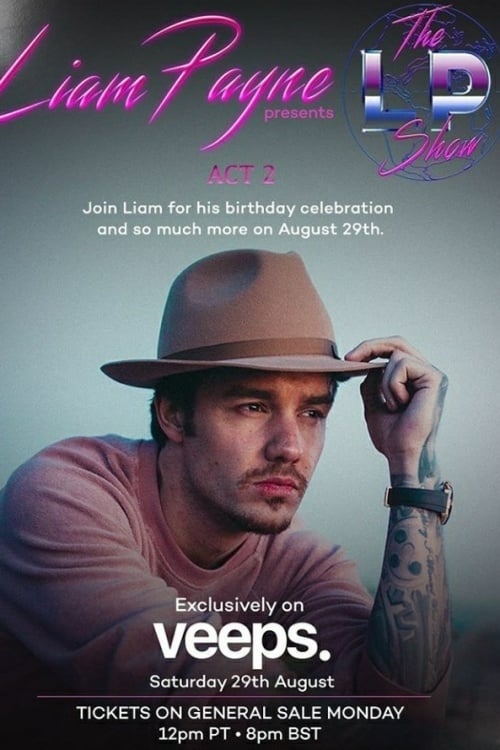 Liam Payne
presents
The
LP
Show
ACT 2
Join Liam for his birthday celebration
and so much more on August 29th.
Exclusively on
veeps.
Saturday 29th August
TICKETS ON GENERAL SALE MONDAY
12pm PT • 8pm BST